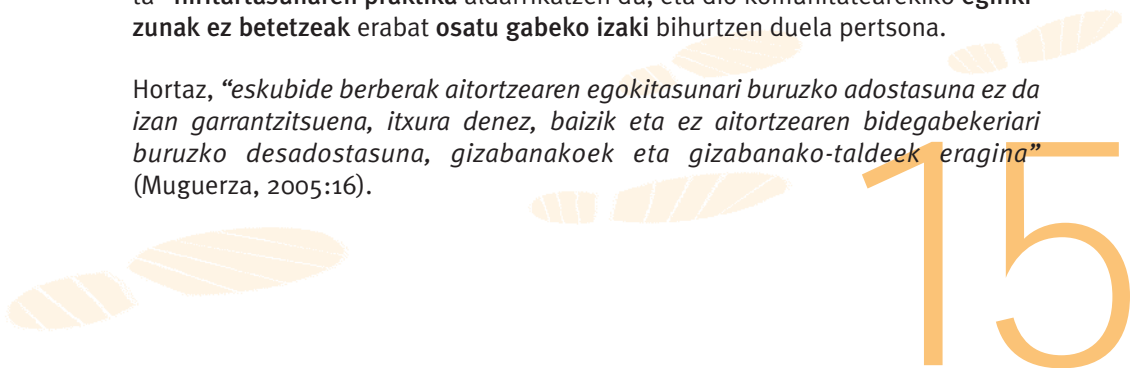 zunak ez betetzeak erabat osatu gabeko izaki bihurtzen duela pertsona.
Hortaz, “eskubide berberak aitortzearen egokitasunari buruzko adostasuna ez da
izan garrantzitsuena, itxura denez, baizik eta ez aitortzearen bidegabekeriari
buruzko desadostasuna, gizabanakoek eta gizabanako-taldeek eragina”
(Muguerza, 2005:16).
15